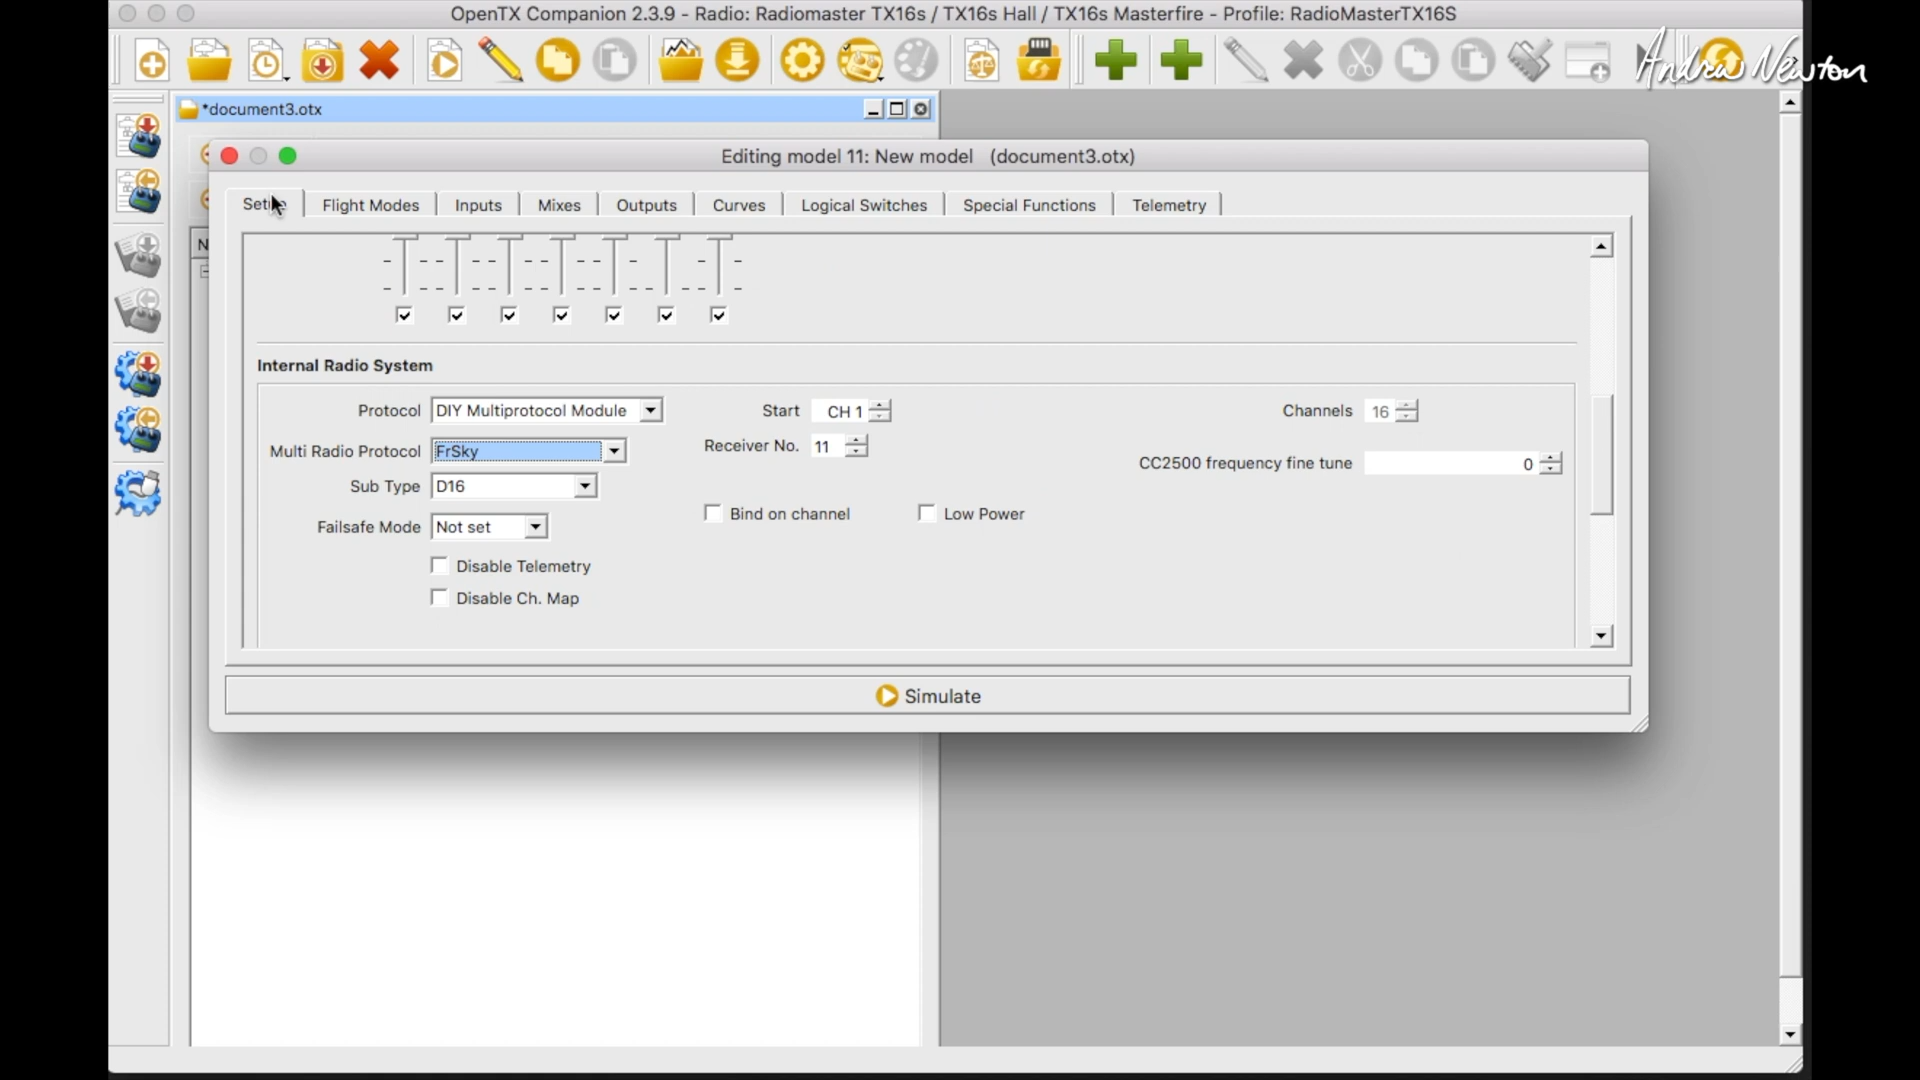 OpenTX Companion 2.3.9 - Radio: Radiomaster TX16s / TX16s Hall / TX16s Masterfire - Profile: RadioMasterTX16S
Andrew Newton
*document3.otx
Editing model 11: New model (document3.otx)
Setup Flight Modes Inputs Mixes Outputs Curves Logical Switches Special Functions Telemetry
N
Internal Radio System
Protocol DIY Multiprotocol Module Start CH 1 Channels 16
Multi Radio Protocol FrSky Receiver No. 11 CC2500 frequency fine tune 0
Sub Type D16
Failsafe Mode Not set Bind on channel Low Power
Disable Telemetry
Disable Ch. Map
Simulate